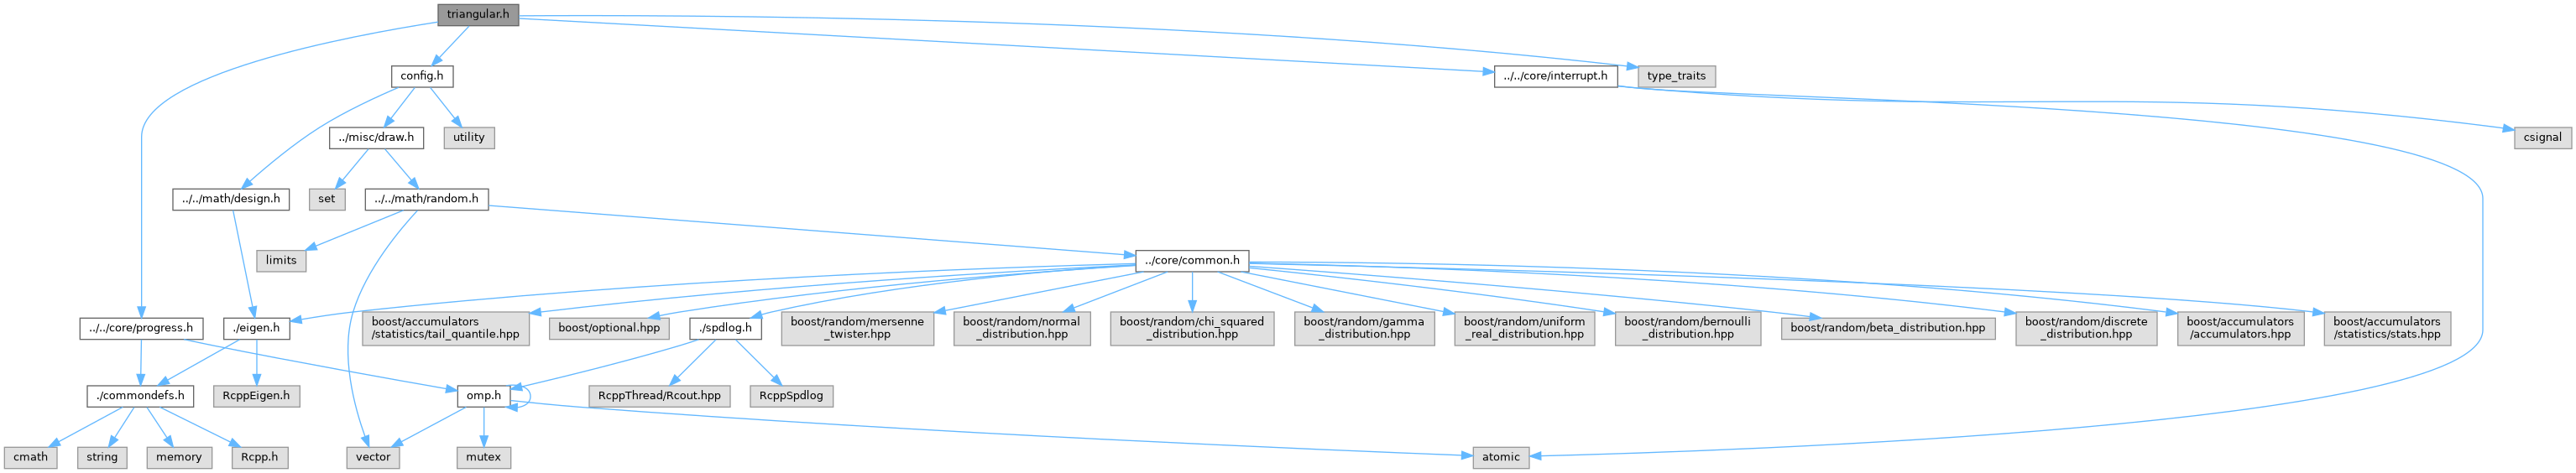 triangular.h
config.h
../../core/interrupt.h
type_traits
../misc/draw.h
utility
csignal
../../math/design.h
set
../../math/random.h
limits
../core/common.h
../../core/progress.h
./eigen.h
boost/accumulators
/statistics/tail_quantile.hpp
boost/optional.hpp
./spdlog.h
boost/random/mersenne
_twister.hpp
boost/random/normal
_distribution.hpp
boost/random/chi_squared
_distribution.hpp
boost/random/gamma
_distribution.hpp
boost/random/uniform
_real_distribution.hpp
boost/random/bernoulli
_distribution.hpp
boost/random/beta_distribution.hpp
boost/random/discrete
_distribution.hpp
boost/accumulators
/accumulators.hpp
boost/accumulators
/statistics/stats.hpp
./commondefs.h
RcppEigen.h
omp.h
RcppThread/Rcout.hpp
RcppSpdlog
cmath
string
memory
Rcpp.h
vector
mutex
atomic